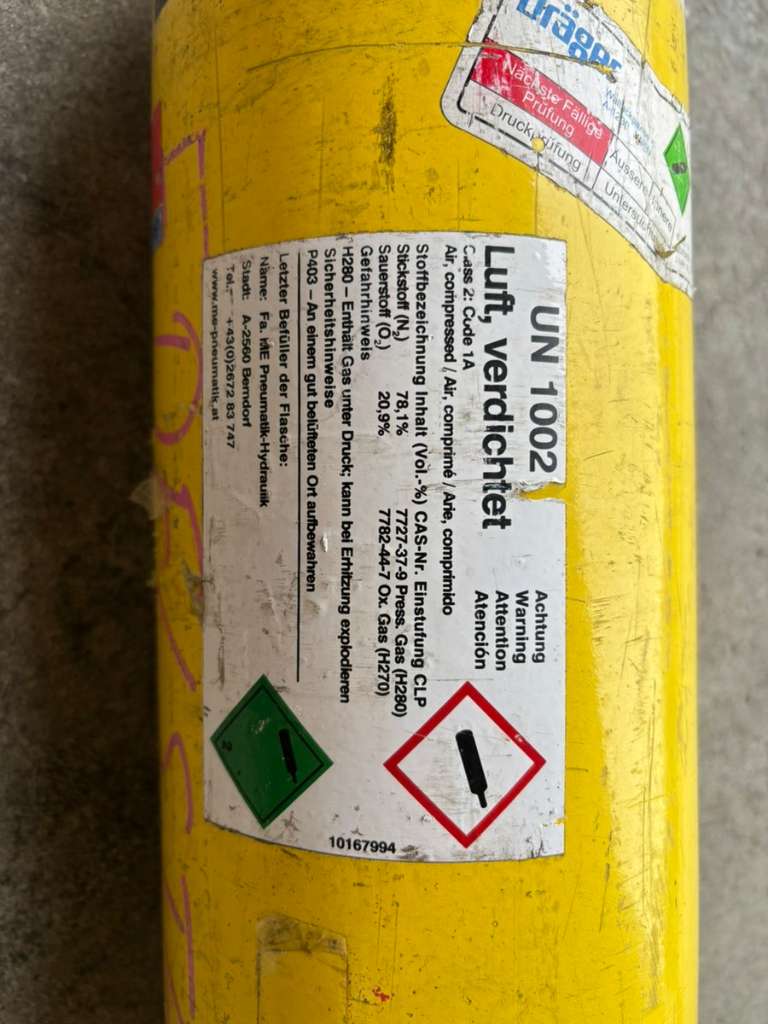 Dräger
Nächste Fällige
Prüfung
Druckprüfung
Äussere
Innere
UN 1002
Luft, verdichtet
Class 2: Code 1A
Air, compressed / Air, comprimé / Arie, comprimido
Achtung
Warning
Attention
Atención
Stoffbezeichnung Inhalt (Vol.-%) CAS-Nr. Einstufung CLP
Stickstoff (N₂) 78,1% 7727-37-9 Press. Gas (H280)
Sauerstoff (O₂) 20,9% 7782-44-7 Ox. Gas (H270)
Gefahrhinweis
H280 – Enthält Gas unter Druck; kann bei Erhitzung explodieren
Sicherheitshinweise
P403 – An einem gut belüfteten Ort aufbewahren
Letzter Befüller der Flasche:
Name: Fa. ME Pneumatik-Hydraulik
Stadt: A-2560 Berndorf
Tel.: +43(0)2672 83 747
www.me-pneumatik.at
2
10167994